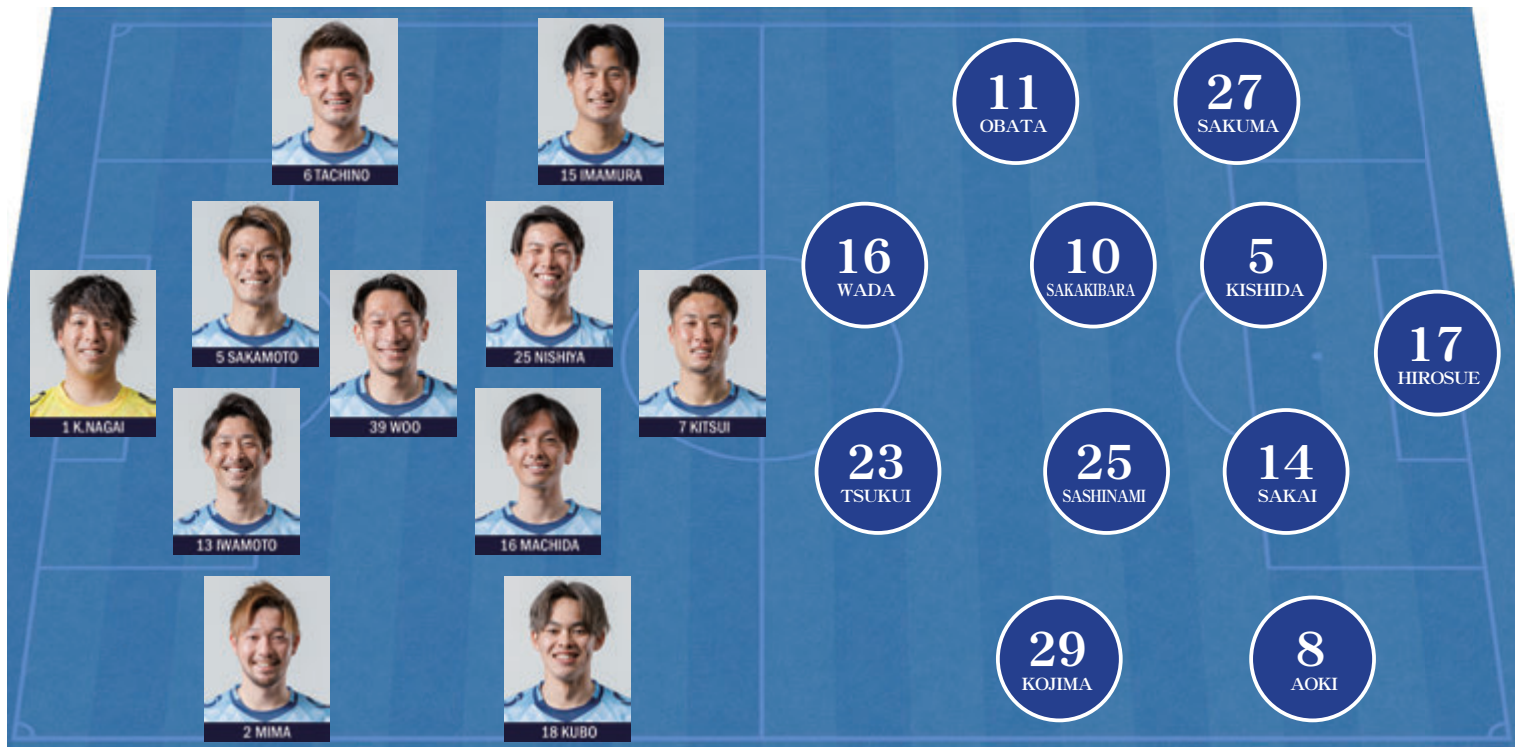 6 TACHINO
15 IMAMURA
5 SAKAMOTO
25 NISHIYA
1 K.NAGAI
39 WOO
7 KITSUI
13 IWAMOTO
16 MACHIDA
2 MIMA
18 KUBO
11
OBATA
27
SAKUMA
16
WADA
10
SAKAKIBARA
5
KISHIDA
17
HIROSUE
23
TSUKUI
25
SASHINAMI
14
SAKAI
29
KOJIMA
8
AOKI